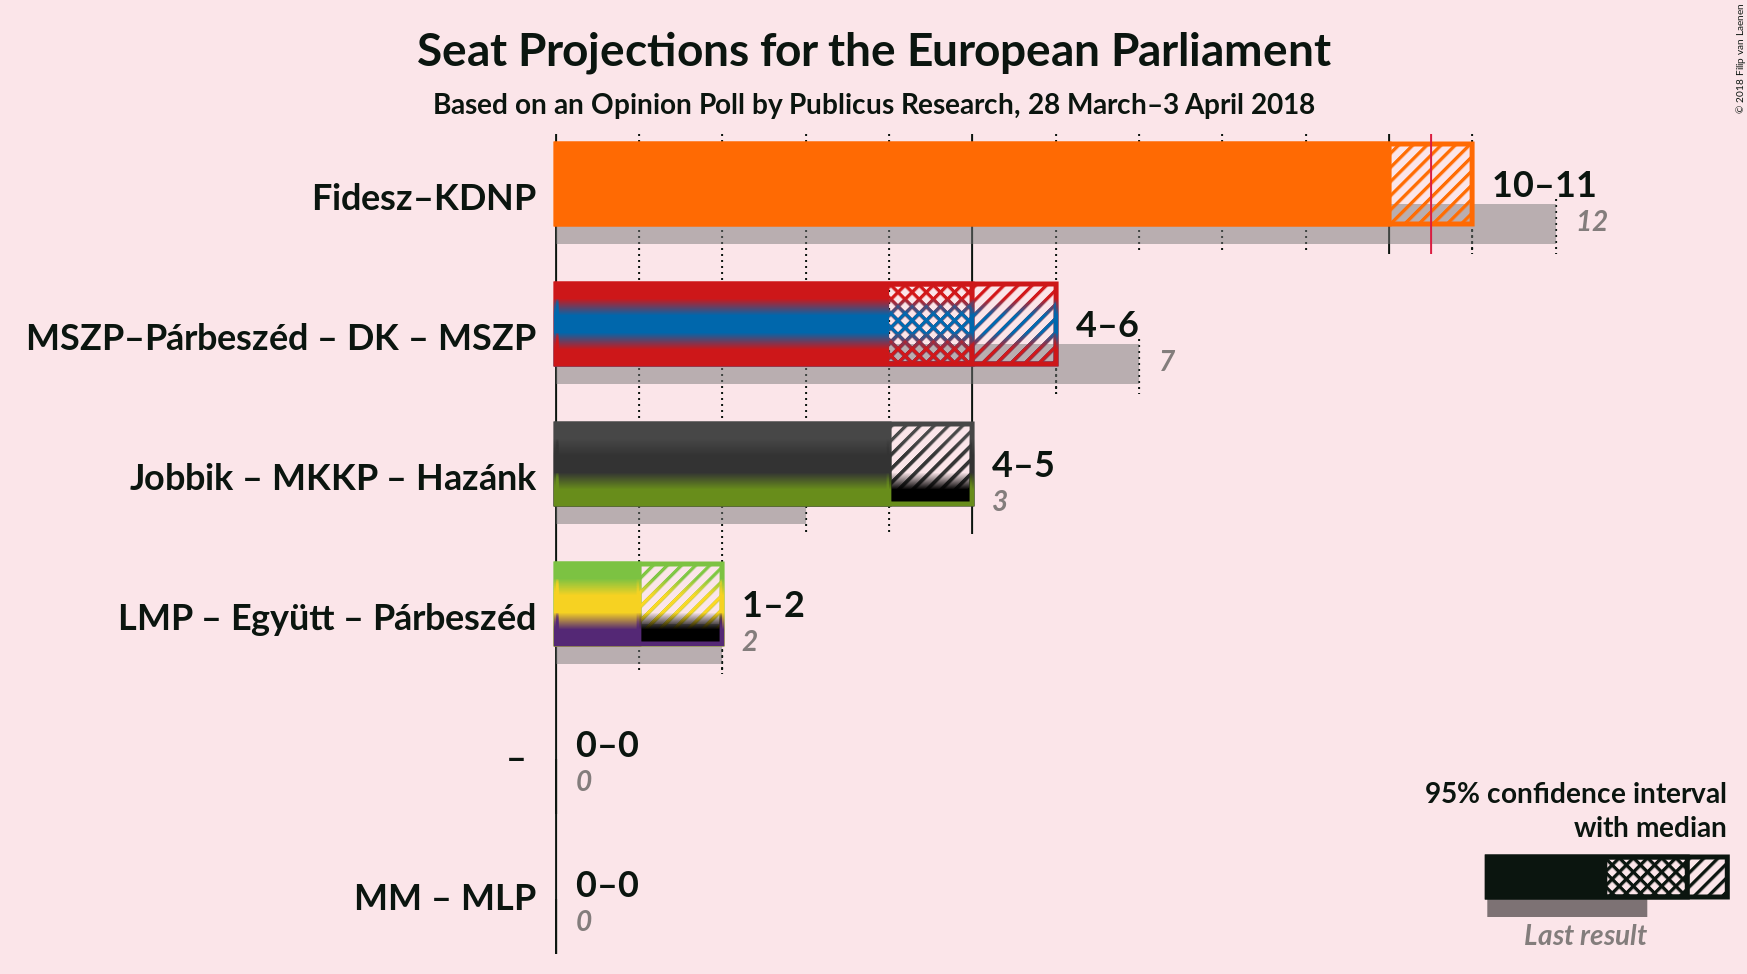 Seat Projections for the European Parliament
Based on an Opinion Poll by Publicus Research, 28 March–3 April 2018
© 2018 Filip van Laenen
Fidesz–KDNP
10–11
12
MSZP–Párbeszéd – DK – MSZP
4–6
7
Jobbik – MKKP – Hazánk
4–5
3
LMP – Együtt – Párbeszéd
1–2
2
–
0–0
0
MM – MLP
0–0
0
95% confidence interval
with median
Last result